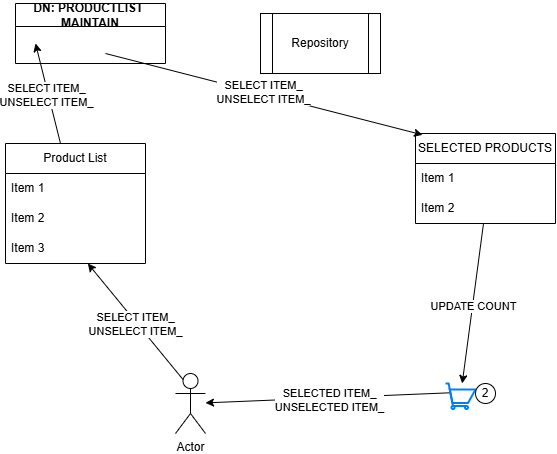 DN: PRODUCTLIST
MAINTAIN
Repository
SELECT ITEM_
UNSELECT ITEM_
SELECT ITEM_
UNSELECT ITEM_
Product List
Item 1
Item 2
Item 3
SELECTED PRODUCTS
Item 1
Item 2
UPDATE COUNT
SELECT ITEM_
UNSELECT ITEM_
SELECTED ITEM_
UNSELECTED ITEM_
2
Actor